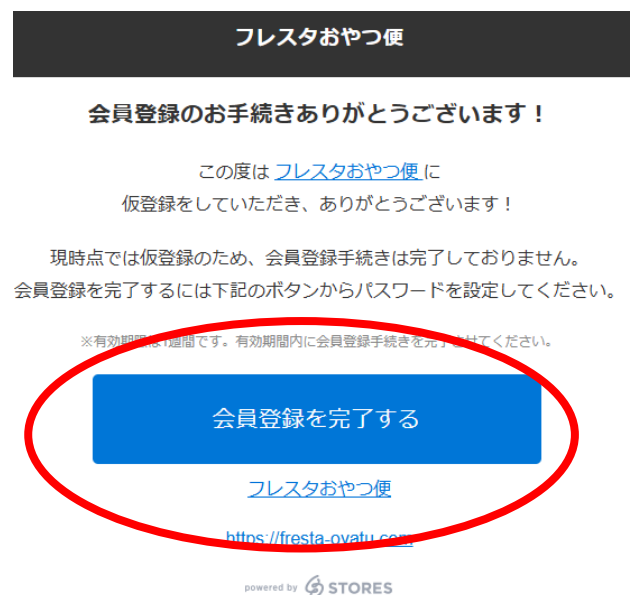 フレスタおやつ便
会員登録のお手続きありがとうございます！
この度は フレスタおやつ便 に
仮登録をしていただき、ありがとうございます！
現時点では仮登録のため、会員登録手続きは完了しておりません。
会員登録を完了するには下記のボタンからパスワードを設定してください。
※有効期限は1週間です。有効期間内に会員登録手続きを完了させてください。
会員登録を完了する
フレスタおやつ便
https://fresta-oyatu.com
powered by STORES